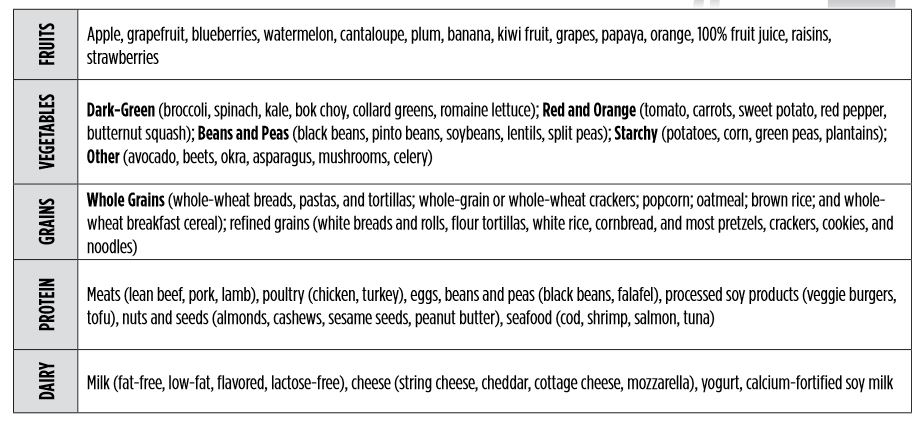 FRUITS
Apple, grapefruit, blueberries, watermelon, cantaloupe, plum, banana, kiwi fruit, grapes, papaya, orange, 100% fruit juice, raisins,
strawberries
VEGETABLES
Dark-Green (broccoli, spinach, kale, bok choy, collard greens, romaine lettuce); Red and Orange (tomato, carrots, sweet potato, red pepper,
butternut squash); Beans and Peas (black beans, pinto beans, soybeans, lentils, split peas); Starchy (potatoes, corn, green peas, plantains);
Other (avocado, beets, okra, asparagus, mushrooms, celery)
GRAINS
Whole Grains (whole-wheat breads, pastas, and tortillas; whole-grain or whole-wheat crackers; popcorn; oatmeal; brown rice; and whole-
wheat breakfast cereal); refined grains (white breads and rolls, flour tortillas, white rice, cornbread, and most pretzels, crackers, cookies, and
noodles)
PROTEIN
Meats (lean beef, pork, lamb), poultry (chicken, turkey), eggs, beans and peas (black beans, falafel), processed soy products (veggie burgers,
tofu), nuts and seeds (almonds, cashews, sesame seeds, peanut butter), seafood (cod, shrimp, salmon, tuna)
DAIRY
Milk (fat-free, low-fat, flavored, lactose-free), cheese (string cheese, cheddar, cottage cheese, mozzarella), yogurt, calcium-fortified soy milk